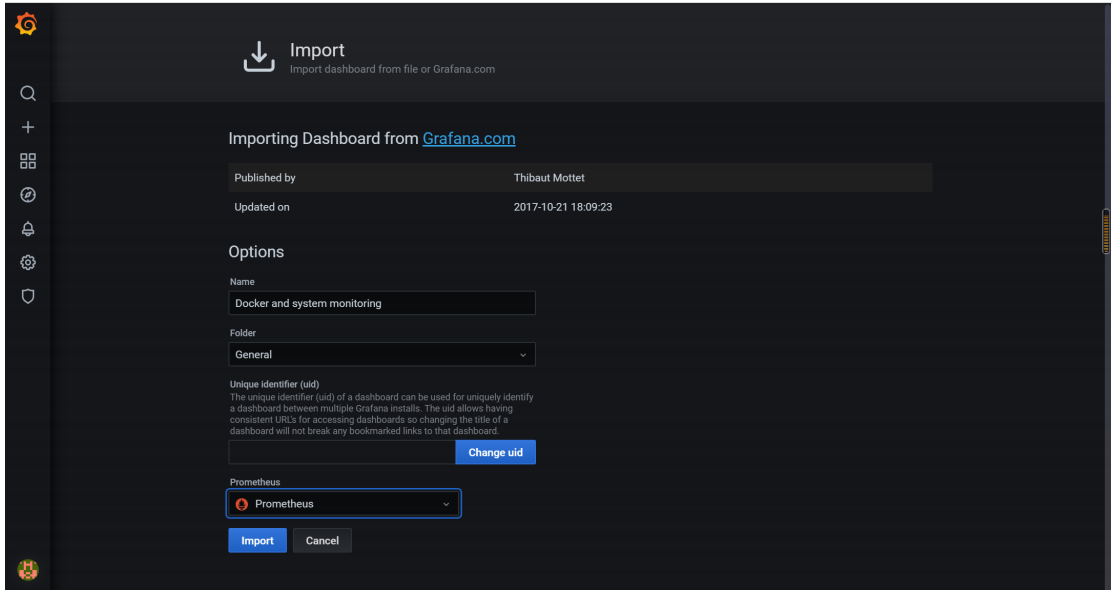 Import
Import dashboard from file or Grafana.com
Importing Dashboard from Grafana.com
Published by Thibaut Mottet
Updated on 2017-10-21 18:09:23
Options
Name
Docker and system monitoring
Folder
General
Unique identifier (uid)
The unique identifier (uid) of a dashboard can be used for uniquely identify
a dashboard between multiple Grafana installs. The uid allows having
consistent URL's for accessing dashboards so changing the title of a
dashboard will not break any bookmarked links to that dashboard.
Change uid
Prometheus
Prometheus
Import Cancel